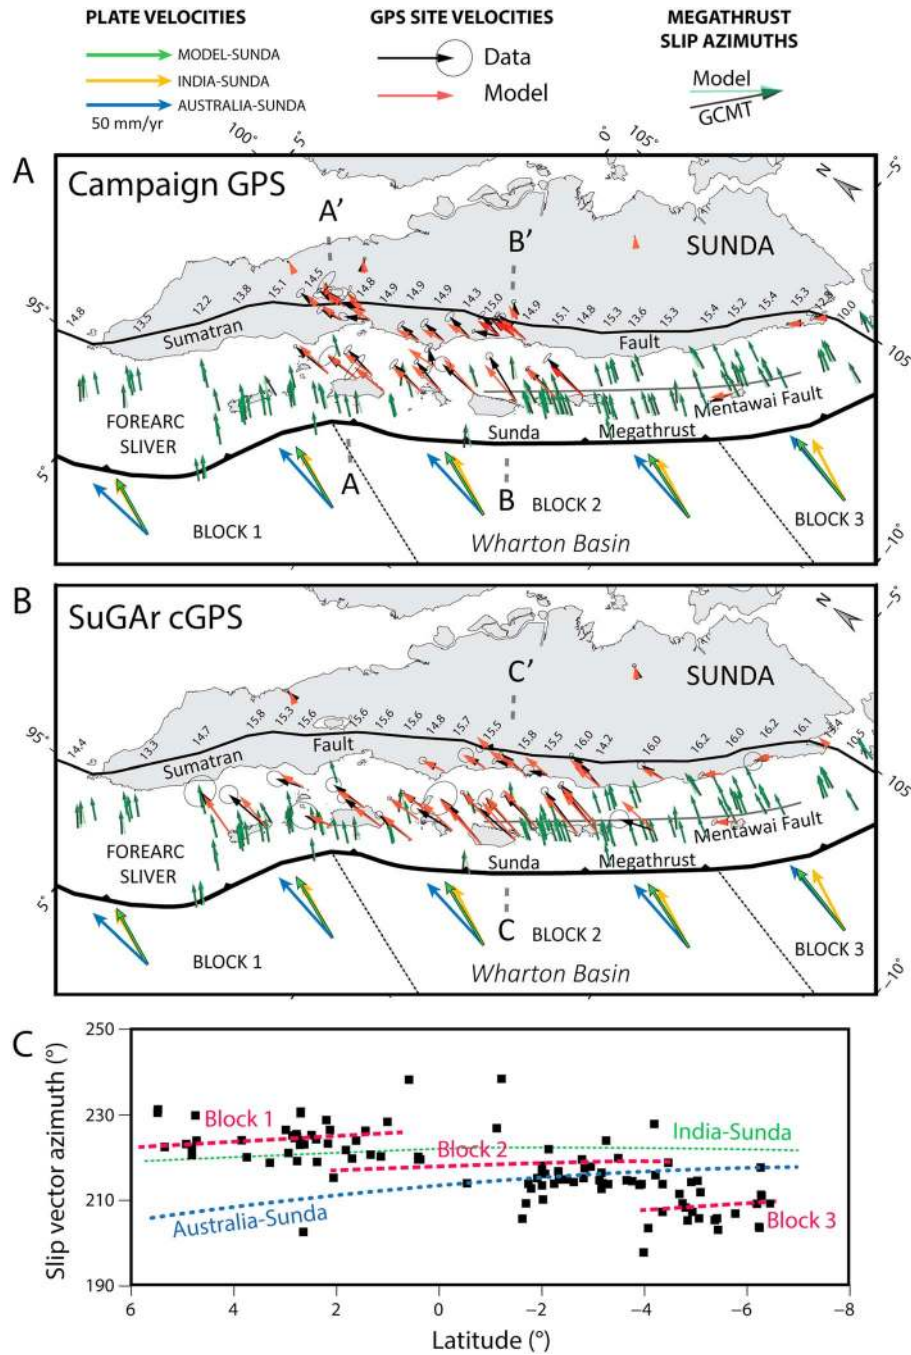 PLATE VELOCITIES
MODEL-SUNDA
INDIA-SUNDA
AUSTRALIA-SUNDA
50 mm/yr
GPS SITE VELOCITIES
Data
Model
MEGATHRUST
SLIP AZIMUTHS
Model
GCMT
100° 5° 0° 105°
A
Campaign GPS
A’
B’
SUNDA
N
-5°
95°
14.8 13.5 12.2 13.8 15.1 14.5 14.8 14.9 14.9 14.9 14.3 15.0 14.9 15.1 14.8 15.3 13.6 15.3 15.4 15.2 15.4 15.3 12.8 10.0
Sumatran Fault
105
FOREARC
SLIVER
Sunda Megathrust
Mentawai Fault
5°
A
B
BLOCK 1
BLOCK 2
BLOCK 3
Wharton Basin
-10°
B
SuGAr cGPS
C’
SUNDA
N
-5°
95°
14.4 13.3 14.7 15.8 15.3 15.6 15.6 15.6 15.6 14.8 15.7 15.5 15.8 15.5 16.0 14.2 16.0 16.2 16.0 16.2 16.1 10.5
Sumatran Fault
105
FOREARC
SLIVER
Sunda Megathrust
Mentawai Fault
5°
C
BLOCK 1
BLOCK 2
BLOCK 3
Wharton Basin
-10°
C
Slip vector azimuth (°)
250
230
210
190
Block 1
Block 2
India-Sunda
Australia-Sunda
Block 3
6 4 2 0 -2 -4 -6 -8
Latitude (°)